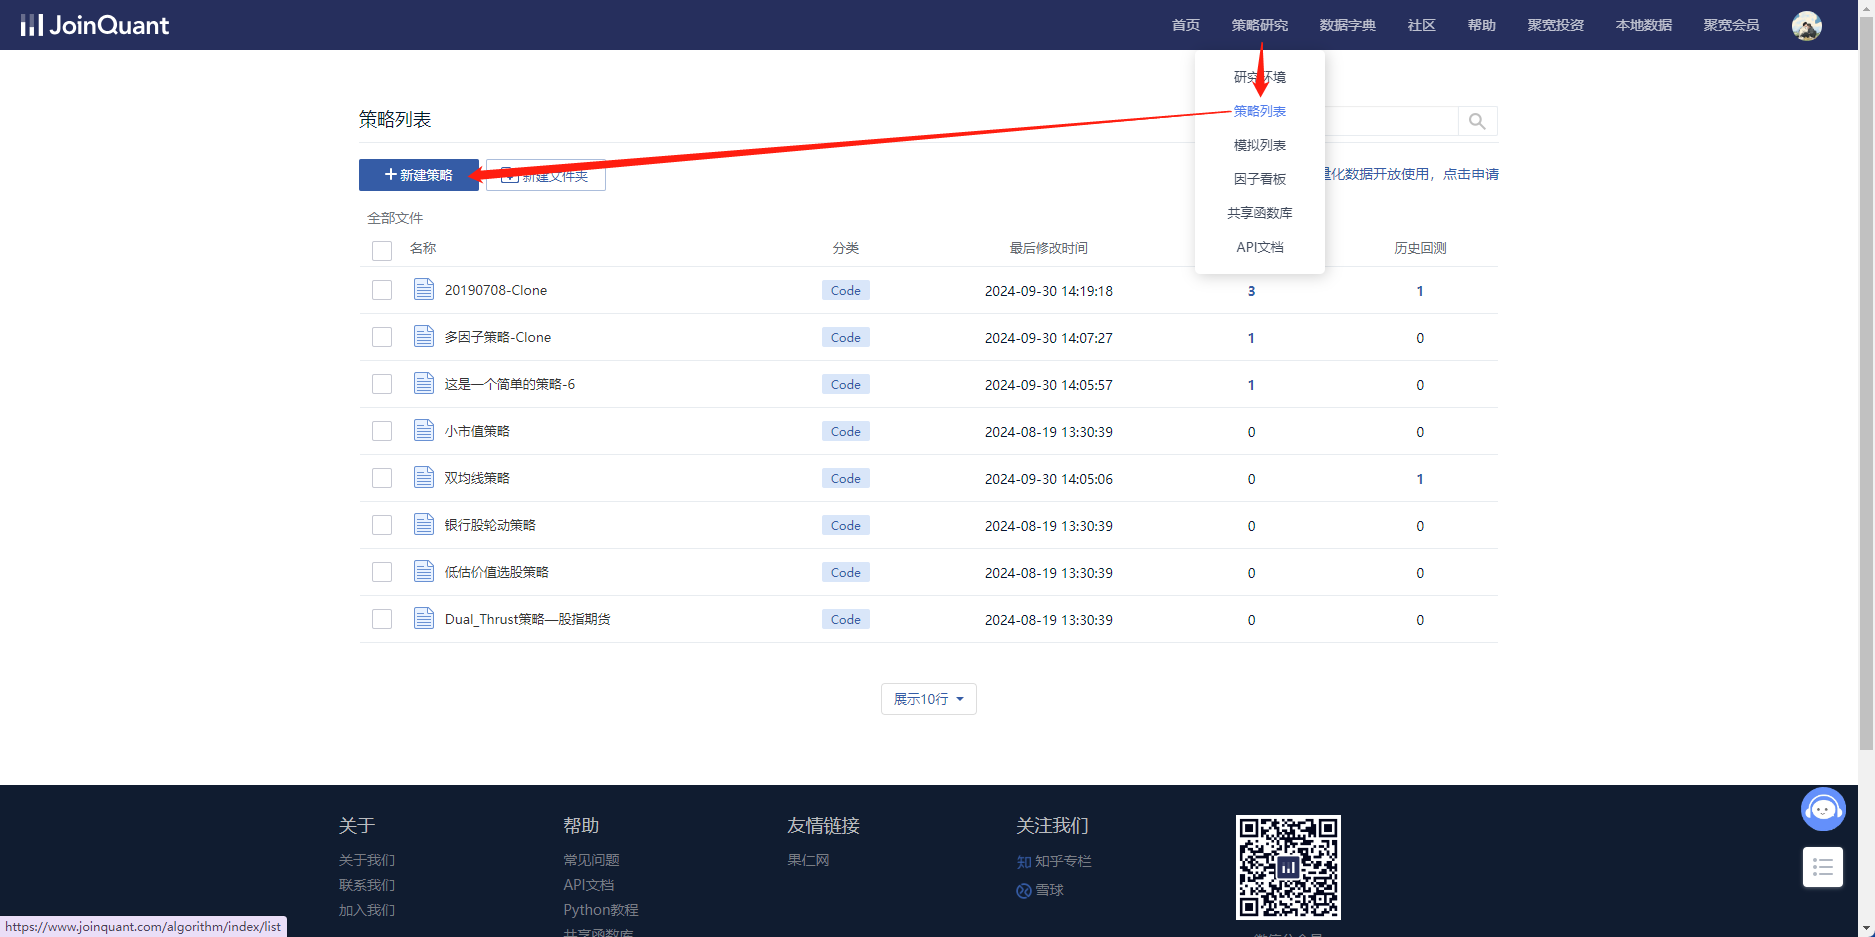 JoinQuant
首页 策略研究 数据字典 社区 帮助 聚宽投资 本地数据 聚宽会员
研究环境
策略列表
模拟列表
因子看板
共享函数库
API文档
策略列表
新建策略 新建文件夹
化数据开放使用，点击申请
全部文件
名称 分类 最后修改时间 历史回测
20190708-Clone Code 2024-09-30 14:19:18 3 1
多因子策略-Clone Code 2024-09-30 14:07:27 1 0
这是一个简单的策略-6 Code 2024-09-30 14:05:57 1 0
小市值策略 Code 2024-08-19 13:30:39 0 0
双均线策略 Code 2024-09-30 14:05:06 0 1
银行股轮动策略 Code 2024-08-19 13:30:39 0 0
低估价值选股策略 Code 2024-08-19 13:30:39 0 0
Dual_Thrust策略—股指期货 Code 2024-08-19 13:30:39 0 0
展示10行
关于 帮助 友情链接 关注我们
关于我们 常见问题 果仁网 知 知乎专栏
联系我们 API文档 雪球
加入我们 Python教程
共享函数库
https://www.joinquant.com/algorithm/index/list